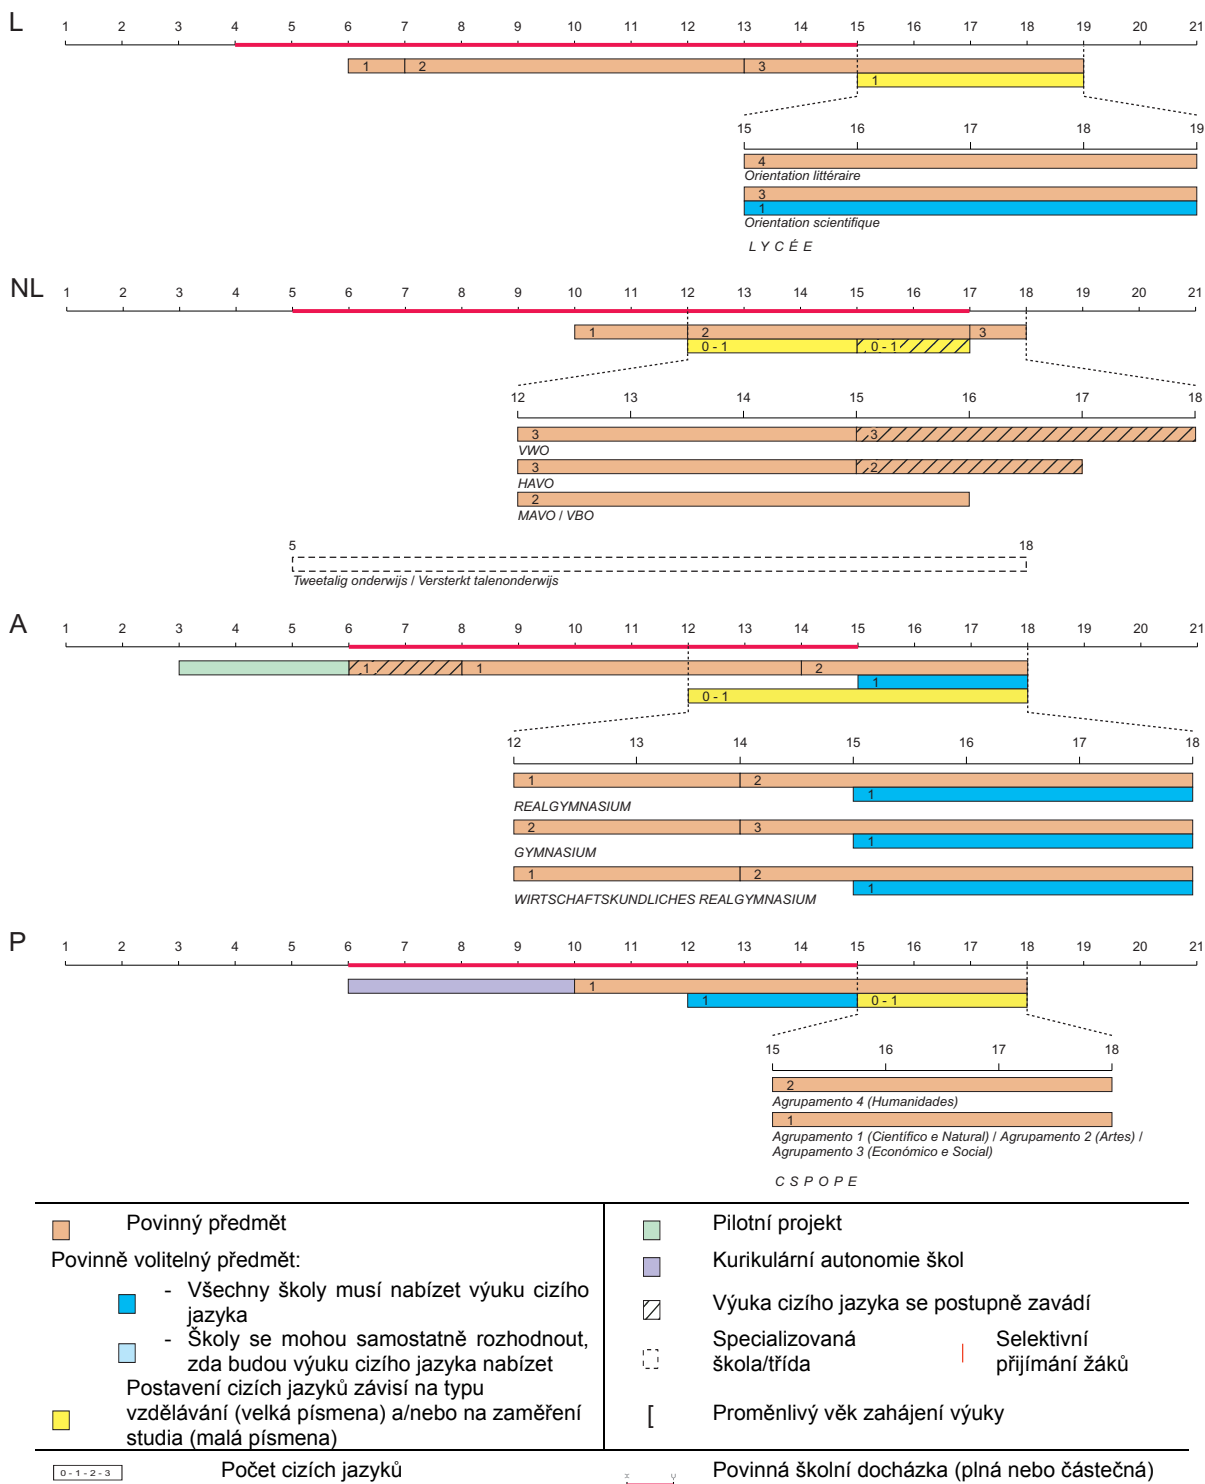 L
1 2 3 4 5 6 7 8 9 10 11 12 13 14 15 16 17 18 19 20 21
1 2 3
1
15 16 17 18 19
4
Orientation littéraire
3
1
Orientation scientifique
LYCÉE
NL
1 2 3 4 5 6 7 8 9 10 11 12 13 14 15 16 17 18 19 20 21
1 2 3
0 - 1 0 - 1
12 13 14 15 16 17 18
3 3
VWO
3 2
HAVO
2
MAVO / VBO
5 18
Tweetalig onderwijs / Versterkt talenonderwijs
A
1 2 3 4 5 6 7 8 9 10 11 12 13 14 15 16 17 18 19 20 21
1 1 2
1
0 - 1
12 13 14 15 16 17 18
1 2
1
REALGYMNASIUM
2 3
1
GYMNASIUM
1 2
1
WIRTSCHAFTSKUNDLICHES REALGYMNASIUM
P
1 2 3 4 5 6 7 8 9 10 11 12 13 14 15 16 17 18 19 20 21
1
1 0 - 1
15 16 17 18
2
Agrupamento 4 (Humanidades)
1
Agrupamento 1 (Científico e Natural) / Agrupamento 2 (Artes) /
Agrupamento 3 (Económico e Social)
CSPOPE
Povinný předmět
Povinně volitelný předmět:
- Všechny školy musí nabízet výuku cizího
jazyka
- Školy se mohou samostatně rozhodnout,
zda budou výuku cizího jazyka nabízet
Postavení cizích jazyků závisí na typu
vzdělávání (velká písmena) a/nebo na zaměření
studia (malá písmena)
Pilotní projekt
Kurikulární autonomie škol
Výuka cizího jazyka se postupně zavádí
Specializovaná
škola/třída
Selektivní
přijímání žáků
[ Proměnlivý věk zahájení výuky
0 - 1 - 2 - 3 Počet cizích jazyků
x y Povinná školní docházka (plná nebo částečná)